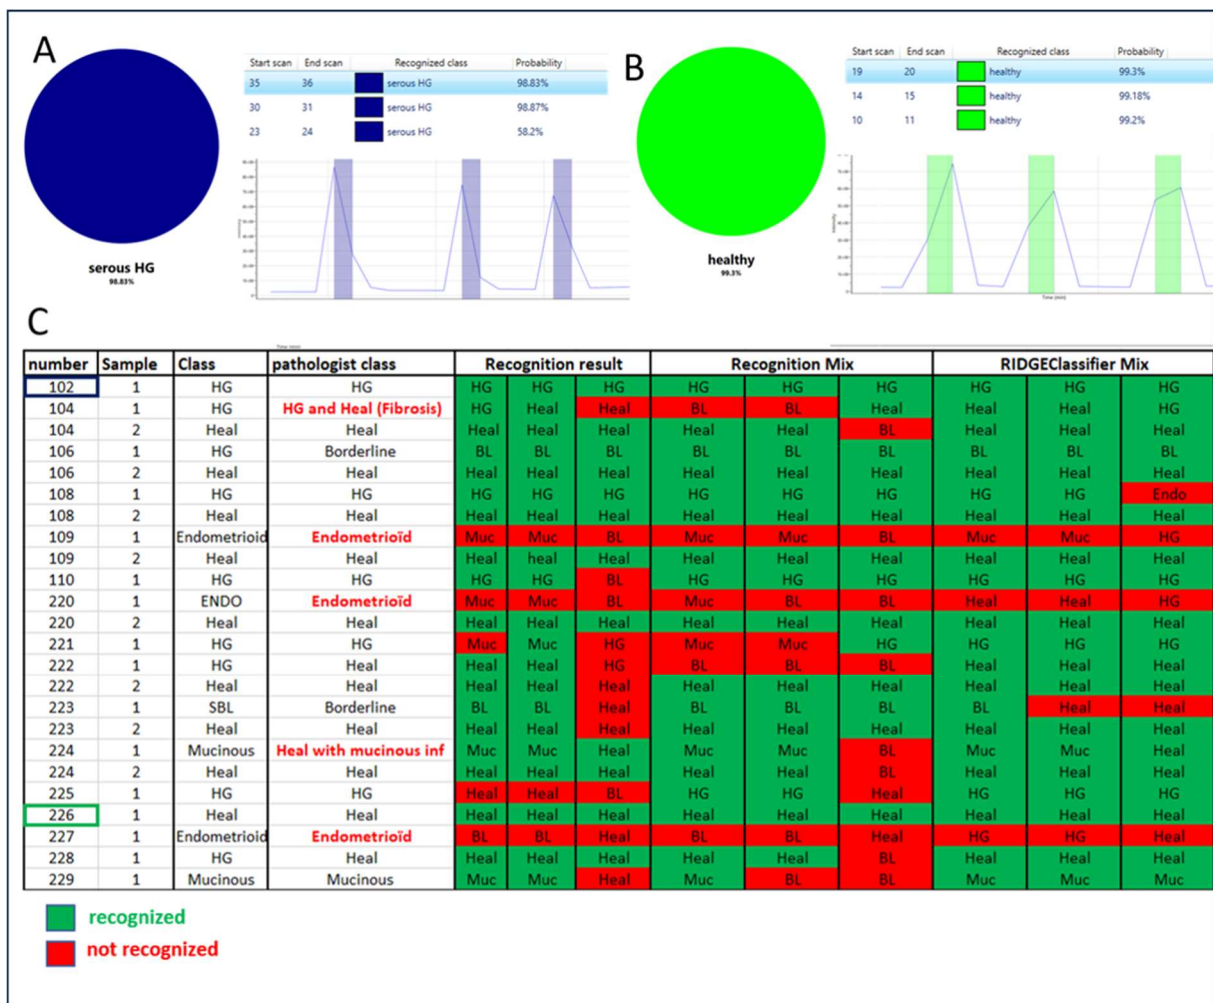 A
serous HG
98.83%
Start scan End scan Recognized class Probability
35 36 serous HG 98.83%
30 31 serous HG 98.87%
23 24 serous HG 58.2%
B
healthy
99.3%
Start scan End scan Recognized class Probability
19 20 healthy 99.3%
14 15 healthy 99.18%
10 11 healthy 99.2%
Time (min)
C
Time (min)
number Sample Class pathologist class Recognition result Recognition Mix RIDGEClassifier Mix
102 1 HG HG HG HG HG HG HG HG HG HG HG
104 1 HG HG and Heal (Fibrosis) HG Heal Heal BL BL Heal Heal Heal HG
104 2 Heal Heal Heal Heal Heal Heal Heal BL Heal Heal Heal
106 1 HG Borderline BL BL BL BL BL BL BL BL BL
106 2 Heal Heal Heal Heal Heal Heal Heal Heal Heal Heal Heal
108 1 HG HG HG HG HG HG HG HG HG HG Endo
108 2 Heal Heal Heal Heal Heal Heal Heal Heal Heal Heal Heal
109 1 Endometrioid Endometrioïd Muc Muc BL Muc Muc BL Muc Muc HG
109 2 Heal Heal Heal heal Heal Heal Heal Heal Heal Heal Heal
110 1 HG HG HG HG BL HG HG HG HG HG HG
220 1 ENDO Endometrioïd Muc Muc BL Muc BL BL Heal Heal HG
220 2 Heal Heal Heal Heal Heal Heal Heal Heal Heal Heal Heal
221 1 HG HG Muc Muc HG Muc Muc HG HG HG HG
222 1 HG Heal Heal Heal HG BL BL BL Heal Heal Heal
222 2 Heal Heal Heal Heal Heal Heal Heal Heal Heal Heal Heal
223 1 SBL Borderline BL BL Heal BL BL BL BL Heal Heal
223 2 Heal Heal Heal Heal Heal Heal Heal Heal Heal Heal Heal
224 1 Mucinous Heal with mucinous inf Muc Muc Heal Muc Muc BL Muc Muc Heal
224 2 Heal Heal Heal Heal Heal Heal Heal BL Heal Heal Heal
225 1 HG HG Heal Heal BL HG HG Heal HG HG HG
226 1 Heal Heal Heal Heal Heal Heal Heal Heal Heal Heal Heal
227 1 Endometrioid Endometrioïd BL BL Heal BL BL Heal HG HG Heal
228 1 HG Heal Heal Heal Heal Heal Heal BL Heal Heal Heal
229 1 Mucinous Mucinous Muc Muc Heal Muc BL BL Muc Muc Muc
recognized
not recognized